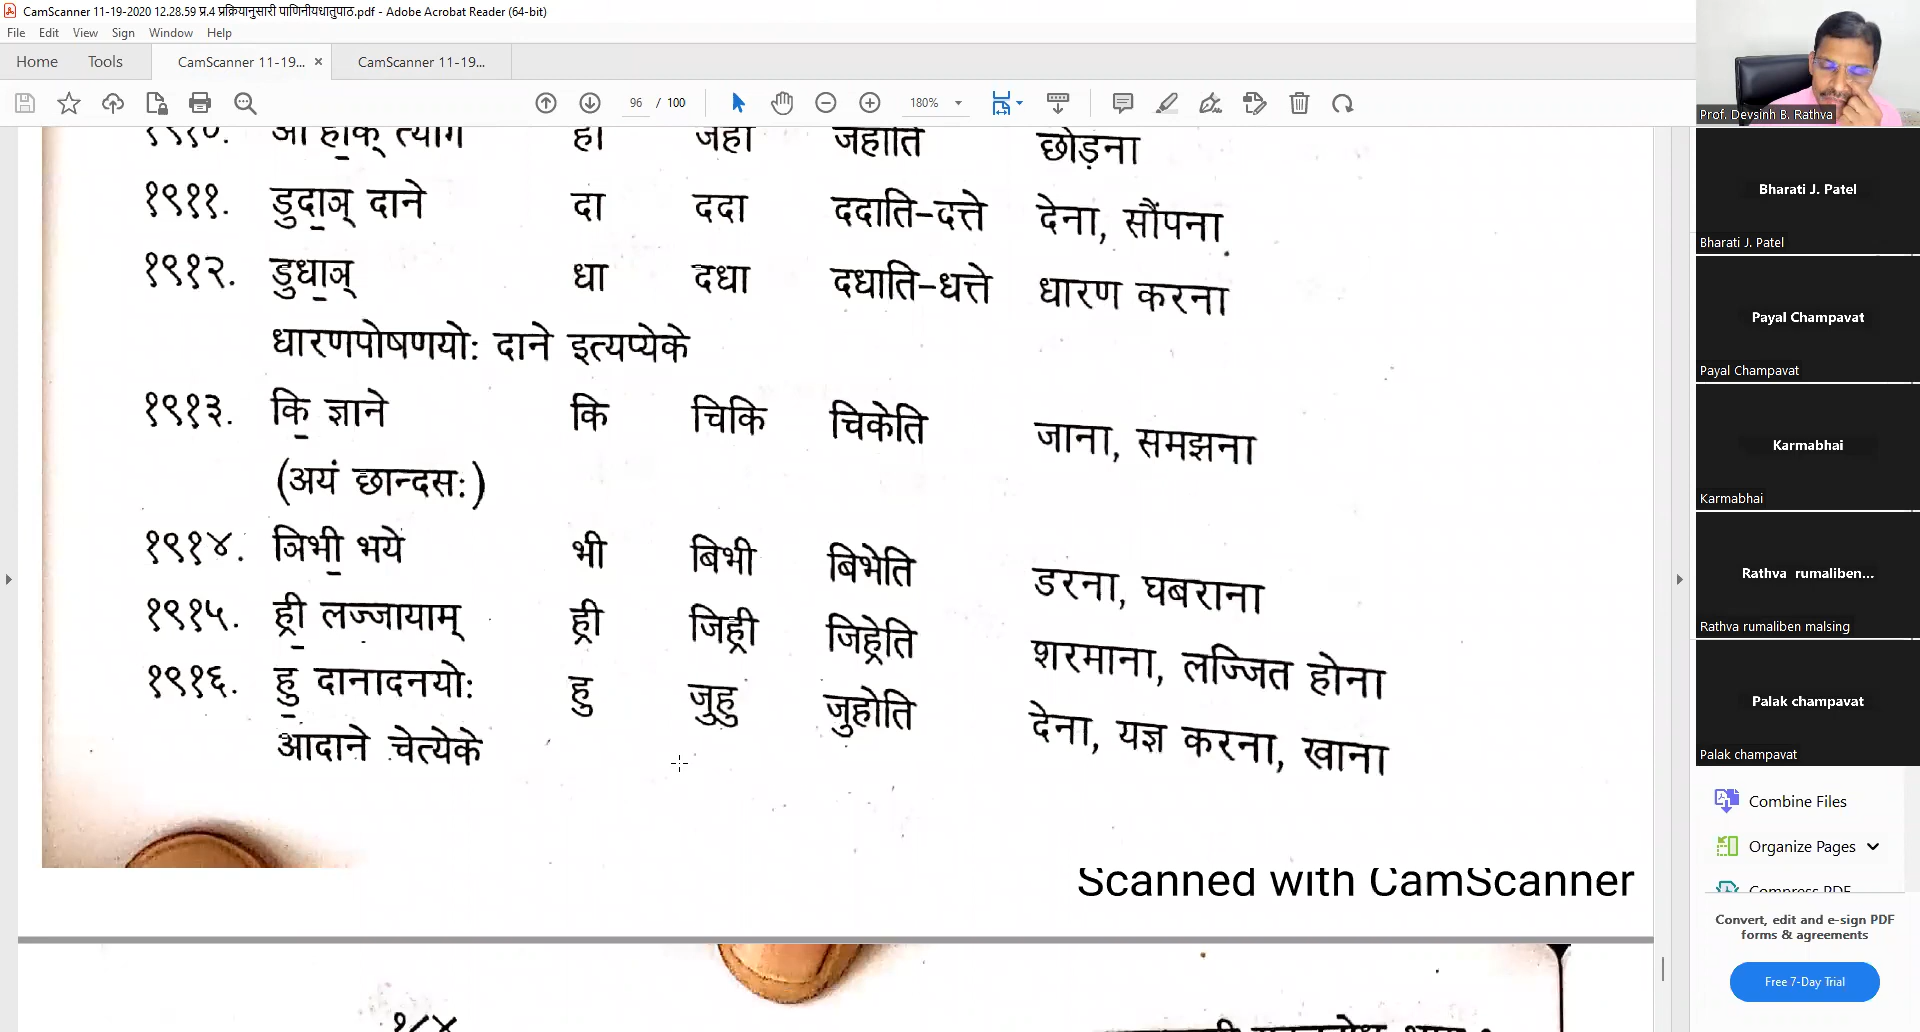 CamScanner 11-19-2020 12.28.59 प्र.4 प्रक्रियानुसारी पाणिनीयधातुपाठ.pdf - Adobe Acrobat Reader (64-bit)
File Edit View Sign Window Help
Home Tools CamScanner 11-19... × CamScanner 11-19...
96 / 100 180%
१९१०. ओ हाक् त्यागे हा जहा जहाति छोड़ना
१९११. डुदाञ् दाने दा ददा ददाति-दत्ते देना, सौंपना
१९१२. डुधाञ् धा दधा दधाति-धत्ते धारण करना
धारणपोषणयोः दाने इत्यप्येके
१९१३. कि ज्ञाने कि चिकि चिकेति जाना, समझना
(अयं छान्दसः)
१९१४. ञिभी भये भी बिभी बिभेति डरना, घबराना
१९१५. ह्री लज्जायाम् ह्री जिह्री जिह्रेति शरमाना, लज्जित होना
१९१६. हु दानादनयोः हु जुहु जुहोति देना, यज्ञ करना, खाना
आदाने चेत्येके
Scanned with CamScanner
Prof. Devsinh B. Rathva
Bharati J. Patel
Bharati J. Patel
Payal Champavat
Payal Champavat
Karmabhai
Karmabhai
Rathva rumaliben...
Rathva rumaliben malsing
Palak champavat
Palak champavat
Combine Files
Organize Pages
Compress PDF
Convert, edit and e-sign PDF
forms & agreements
Free 7-Day Trial